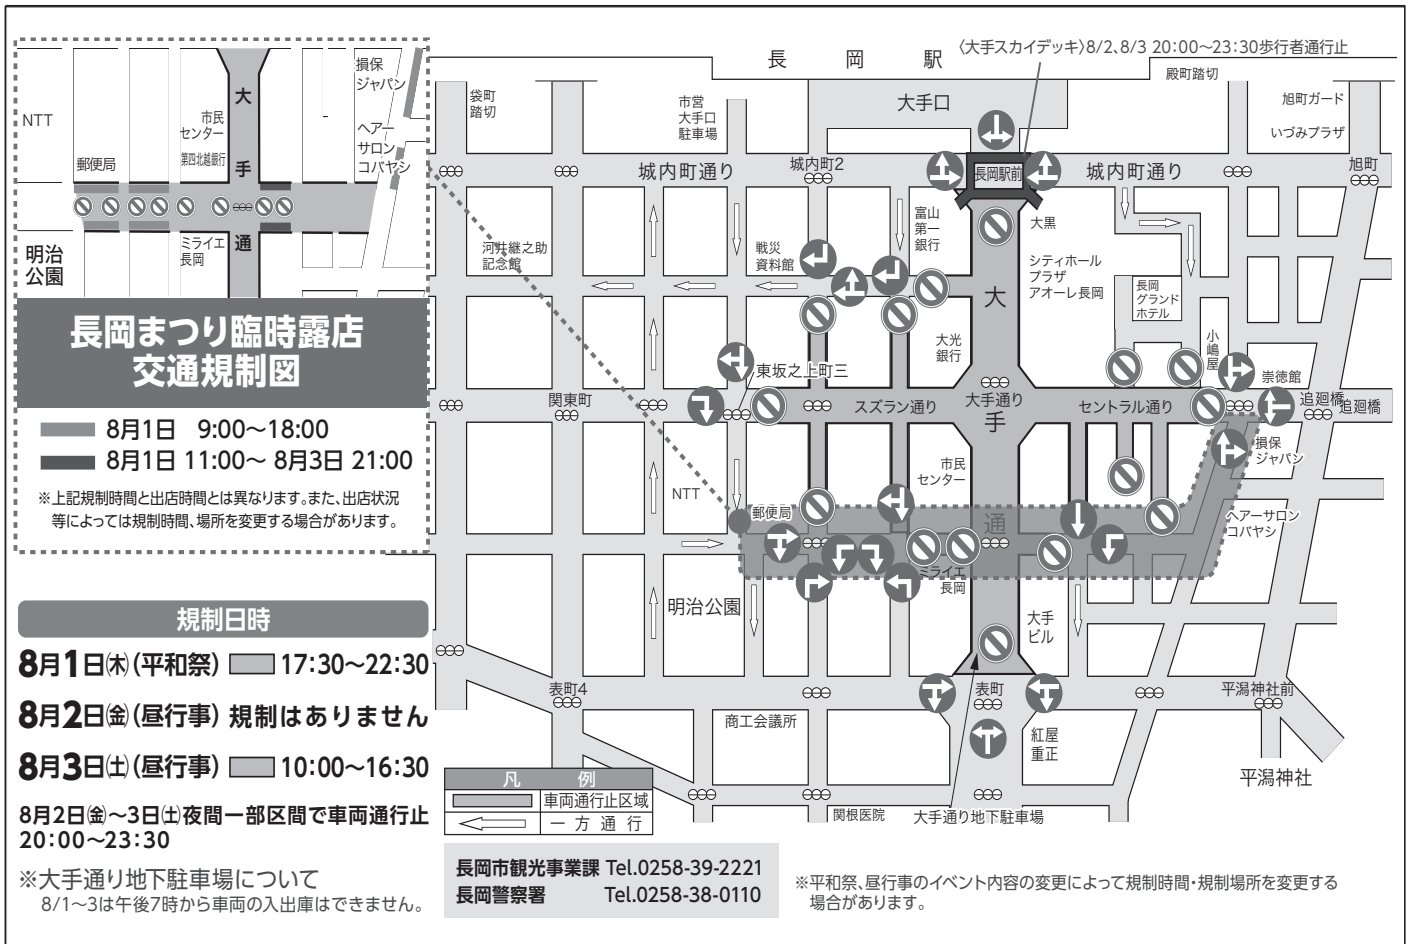 損保
ジャパン
NTT
大
市民
センター
第四北越銀行
ヘアー
サロン
コバヤシ
郵便局
手
明治
公園
ミライエ
長岡
通
長岡まつり臨時露店
交通規制図
8月1日 9:00〜18:00
8月1日 11:00〜 8月3日 21:00
※上記規制時間と出店時間とは異なります。また、出店状況
等によっては規制時間、場所を変更する場合があります。
規制日時
8月1日㈭(平和祭) 17:30〜22:30
8月2日㈮(昼行事) 規制はありません
8月3日㈯(昼行事) 10:00〜16:30
8月2日㈮〜3日㈯夜間一部区間で車両通行止
20:00〜23:30
※大手通り地下駐車場について
8/1〜3は午後7時から車両の入出庫はできません。
長岡駅
〈大手スカイデッキ〉8/2、8/3 20:00〜23:30歩行者通行止
袋町
踏切
市営
大手口
駐車場
大手口
殿町踏切
旭町ガード
いづみプラザ
城内町通り
城内町2
長岡駅前
城内町通り
旭町
河井継之助
記念館
戦災
資料館
富山
第一
銀行
大黒
シティホール
プラザ
アオーレ長岡
長岡
グランド
ホテル
大
大光
銀行
小嶋屋
東坂之上町三
崇徳館
関東町
スズラン通り
大手通り
セントラル通り
追廻橋
追廻橋
手
損保
ジャパン
市民
センター
NTT
郵便局
通
ヘアーサロン
コバヤシ
ミライエ
長岡
明治公園
大手
ビル
表町4
表町
平潟神社前
商工会議所
紅屋
重正
平潟神社
関根医院
大手通り地下駐車場
凡例
車両通行止区域
一方通行
長岡市観光事業課 Tel.0258-39-2221
長岡警察署 Tel.0258-38-0110
※平和祭、昼行事のイベント内容の変更によって規制時間・規制場所を変更する
場合があります。